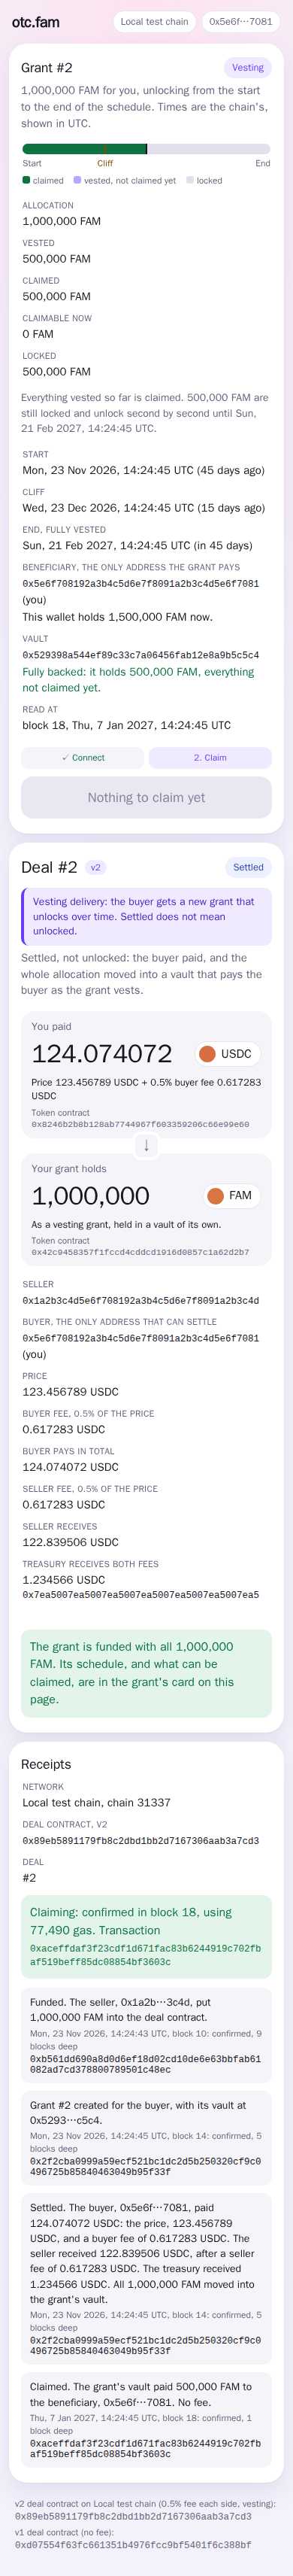 otc.fam
Local test chain
0x5e6f…7081
Grant #2
Vesting
1,000,000 FAM for you, unlocking from the start
to the end of the schedule. Times are the chain's,
shown in UTC.
Start
Cliff
End
claimed
vested, not claimed yet
locked
ALLOCATION
1,000,000 FAM
VESTED
500,000 FAM
CLAIMED
500,000 FAM
CLAIMABLE NOW
0 FAM
LOCKED
500,000 FAM
Everything vested so far is claimed. 500,000 FAM are
still locked and unlock second by second until Sun,
21 Feb 2027, 14:24:45 UTC.
START
Mon, 23 Nov 2026, 14:24:45 UTC (45 days ago)
CLIFF
Wed, 23 Dec 2026, 14:24:45 UTC (15 days ago)
END, FULLY VESTED
Sun, 21 Feb 2027, 14:24:45 UTC (in 45 days)
BENEFICIARY, THE ONLY ADDRESS THE GRANT PAYS
0x5e6f708192a3b4c5d6e7f8091a2b3c4d5e6f7081
(you)
This wallet holds 1,500,000 FAM now.
VAULT
0x529398a544ef89c33c7a06456fab12e8a9b5c5c4
Fully backed: it holds 500,000 FAM, everything
not claimed yet.
READ AT
block 18, Thu, 7 Jan 2027, 14:24:45 UTC
✓ Connect
2. Claim
Nothing to claim yet
Deal #2
v2
Settled
Vesting delivery: the buyer gets a new grant that
unlocks over time. Settled does not mean
unlocked.
Settled, not unlocked: the buyer paid, and the
whole allocation moved into a vault that pays the
buyer as the grant vests.
You paid
124.074072
USDC
Price 123.456789 USDC + 0.5% buyer fee 0.617283
USDC
Token contract
0x8246b2b8b128ab7744967f603359206c66e99e60
↓
Your grant holds
1,000,000
FAM
As a vesting grant, held in a vault of its own.
Token contract
0x42c9458357f1fccd4cddcd1916d0857c1a62d2b7
SELLER
0x1a2b3c4d5e6f708192a3b4c5d6e7f8091a2b3c4d
BUYER, THE ONLY ADDRESS THAT CAN SETTLE
0x5e6f708192a3b4c5d6e7f8091a2b3c4d5e6f7081
(you)
PRICE
123.456789 USDC
BUYER FEE, 0.5% OF THE PRICE
0.617283 USDC
BUYER PAYS IN TOTAL
124.074072 USDC
SELLER FEE, 0.5% OF THE PRICE
0.617283 USDC
SELLER RECEIVES
122.839506 USDC
TREASURY RECEIVES BOTH FEES
1.234566 USDC
0x7ea5007ea5007ea5007ea5007ea5007ea5007ea5
The grant is funded with all 1,000,000
FAM. Its schedule, and what can be
claimed, are in the grant's card on this
page.
Receipts
NETWORK
Local test chain, chain 31337
DEAL CONTRACT, V2
0x89eb5891179fb8c2dbd1bb2d7167306aab3a7cd3
DEAL
#2
Claiming: confirmed in block 18, using
77,490 gas. Transaction
0xaceffdaf3f23cdf1d671fac83b6244919c702fb
af519beff85dc08854bf3603c
Funded. The seller, 0x1a2b…3c4d, put
1,000,000 FAM into the deal contract.
Mon, 23 Nov 2026, 14:24:43 UTC, block 10: confirmed, 9
blocks deep
0xb561dd690a8d0d6ef18d02cd10de6e63bbfab61
082ad7cd378800789501c48ec
Grant #2 created for the buyer, with its vault at
0x5293…c5c4.
Mon, 23 Nov 2026, 14:24:45 UTC, block 14: confirmed, 5
blocks deep
0x2f2cba0999a59ecf521bc1dc2d5b250320cf9c0
496725b85840463049b95f33f
Settled. The buyer, 0x5e6f…7081, paid
124.074072 USDC: the price, 123.456789
USDC, and a buyer fee of 0.617283 USDC. The
seller received 122.839506 USDC, after a seller
fee of 0.617283 USDC. The treasury received
1.234566 USDC. All 1,000,000 FAM moved into
the grant's vault.
Mon, 23 Nov 2026, 14:24:45 UTC, block 14: confirmed, 5
blocks deep
0x2f2cba0999a59ecf521bc1dc2d5b250320cf9c0
496725b85840463049b95f33f
Claimed. The grant's vault paid 500,000 FAM to
the beneficiary, 0x5e6f…7081. No fee.
Thu, 7 Jan 2027, 14:24:45 UTC, block 18: confirmed, 1
block deep
0xaceffdaf3f23cdf1d671fac83b6244919c702fb
af519beff85dc08854bf3603c
v2 deal contract on Local test chain (0.5% fee each side, vesting):
0x89eb5891179fb8c2dbd1bb2d7167306aab3a7cd3
v1 deal contract (no fee):
0xd07554f63fc661351b4976fcc9bf5401f6c388bf